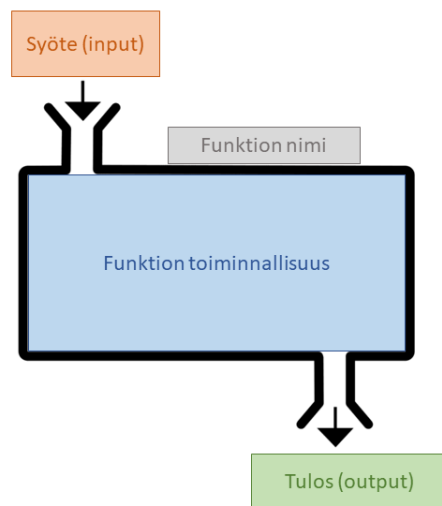 Syöte (input)
Funktion nimi
Funktion toiminnallisuus
Tulos (output)